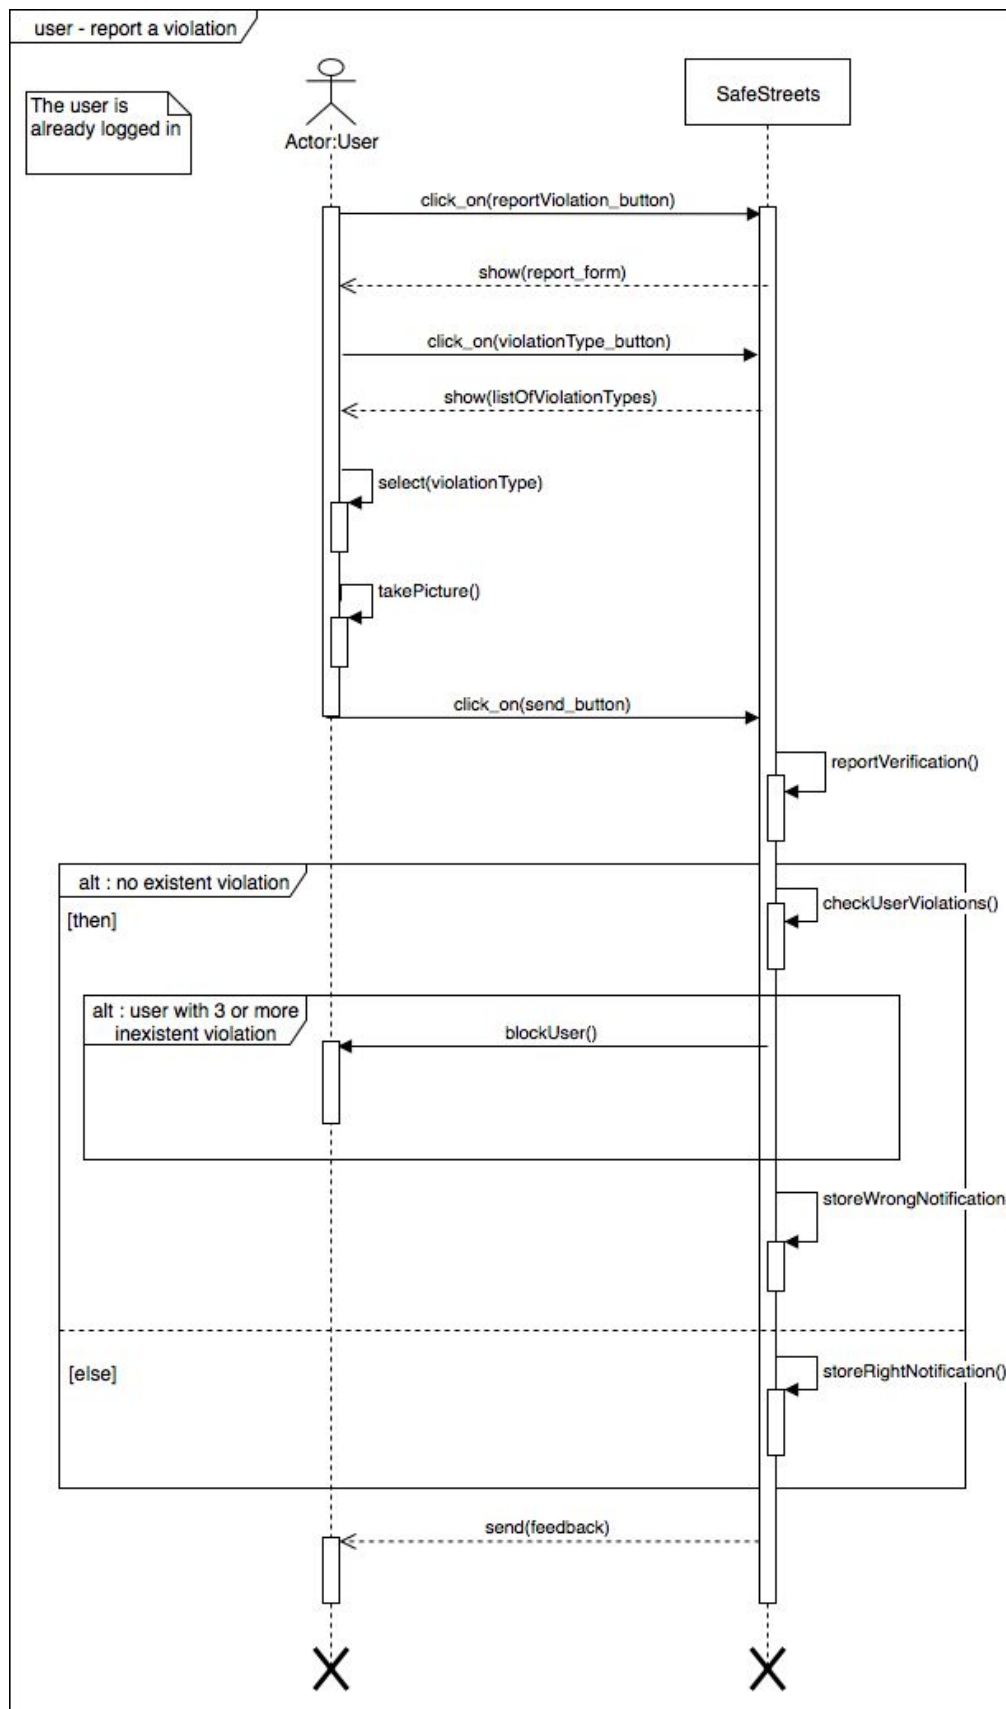 user - report a violation
The user is
already logged in
Actor:User
SafeStreets
click_on(reportViolation_button)
show(report_form)
click_on(violationType_button)
show(listOfViolationTypes)
select(violationType)
takePicture()
click_on(send_button)
reportVerification()
alt : no existent violation
[then]
checkUserViolations()
alt : user with 3 or more
inexistent violation
blockUser()
storeWrongNotification
[else]
storeRightNotification()
send(feedback)